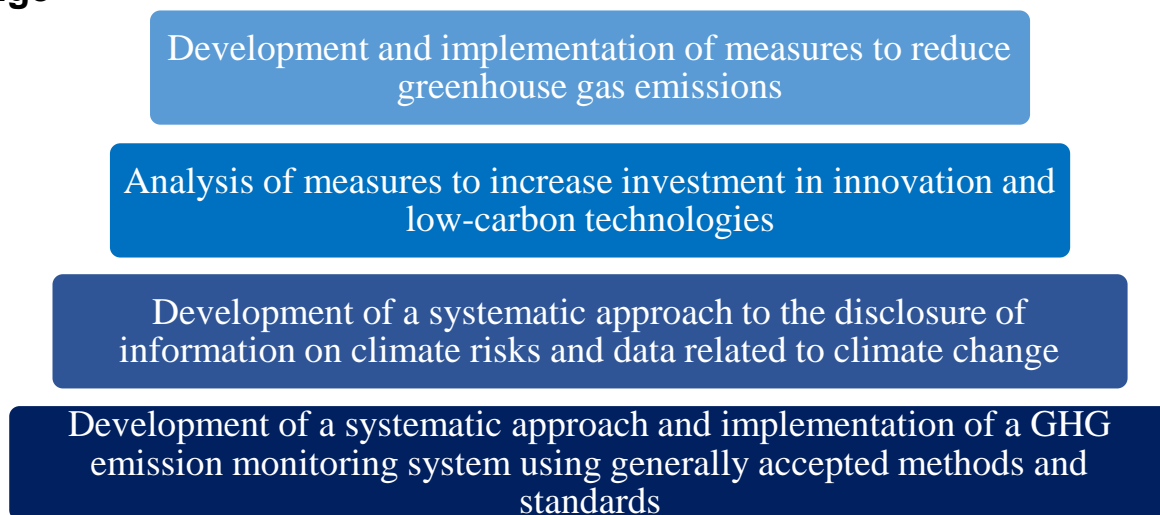 Development and implementation of measures to reduce
greenhouse gas emissions
Analysis of measures to increase investment in innovation and
low-carbon technologies
Development of a systematic approach to the disclosure of
information on climate risks and data related to climate change
Development of a systematic approach and implementation of a GHG
emission monitoring system using generally accepted methods and
standards